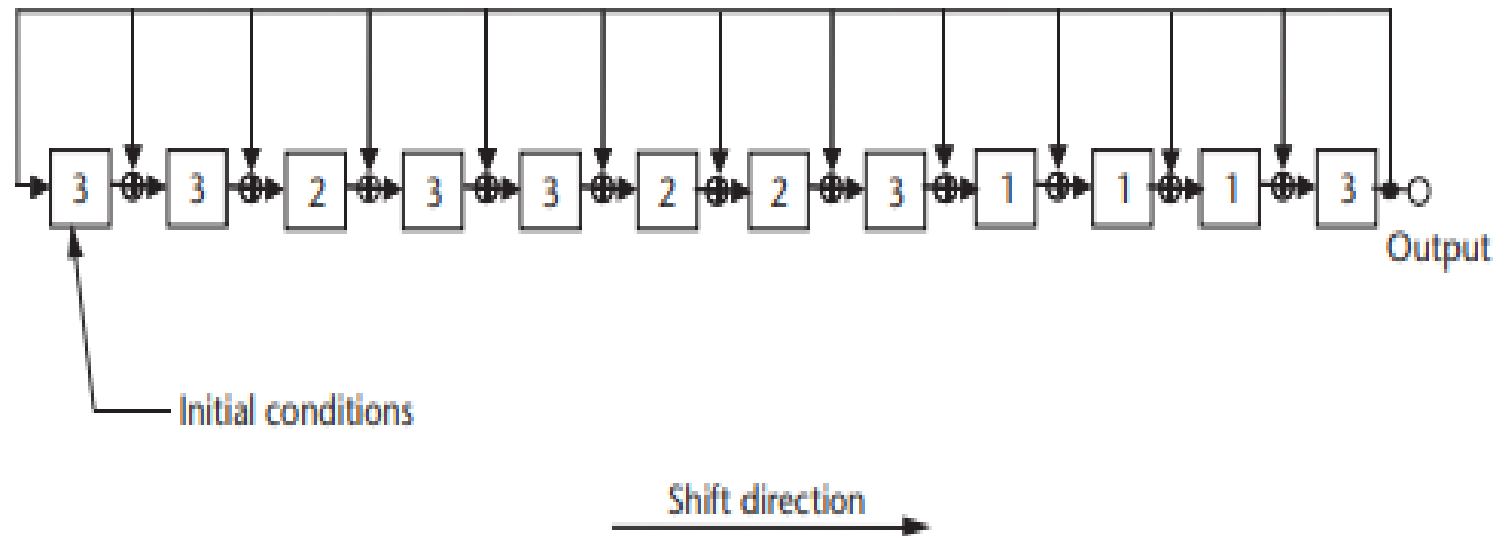 3 3 2 3 3 2 2 3 1 1 1 3
Output
Initial conditions
Shift direction